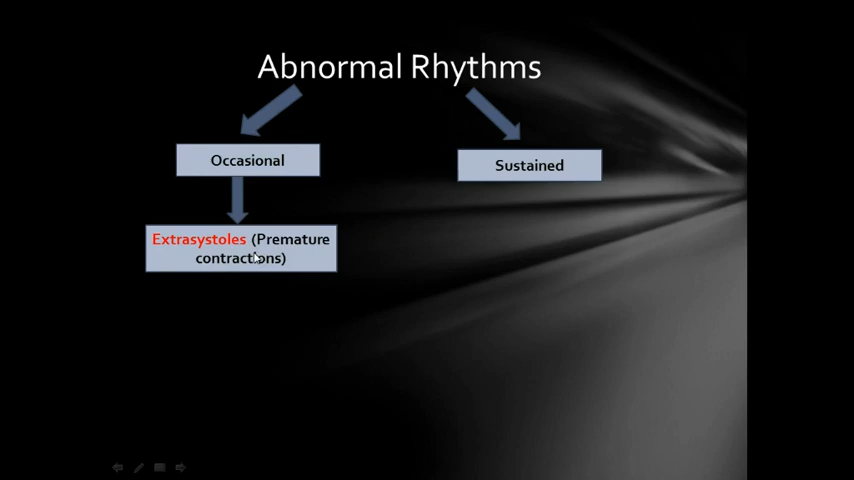 Abnormal Rhythms
Occasional
Sustained
Extrasystoles (Premature
contractions)